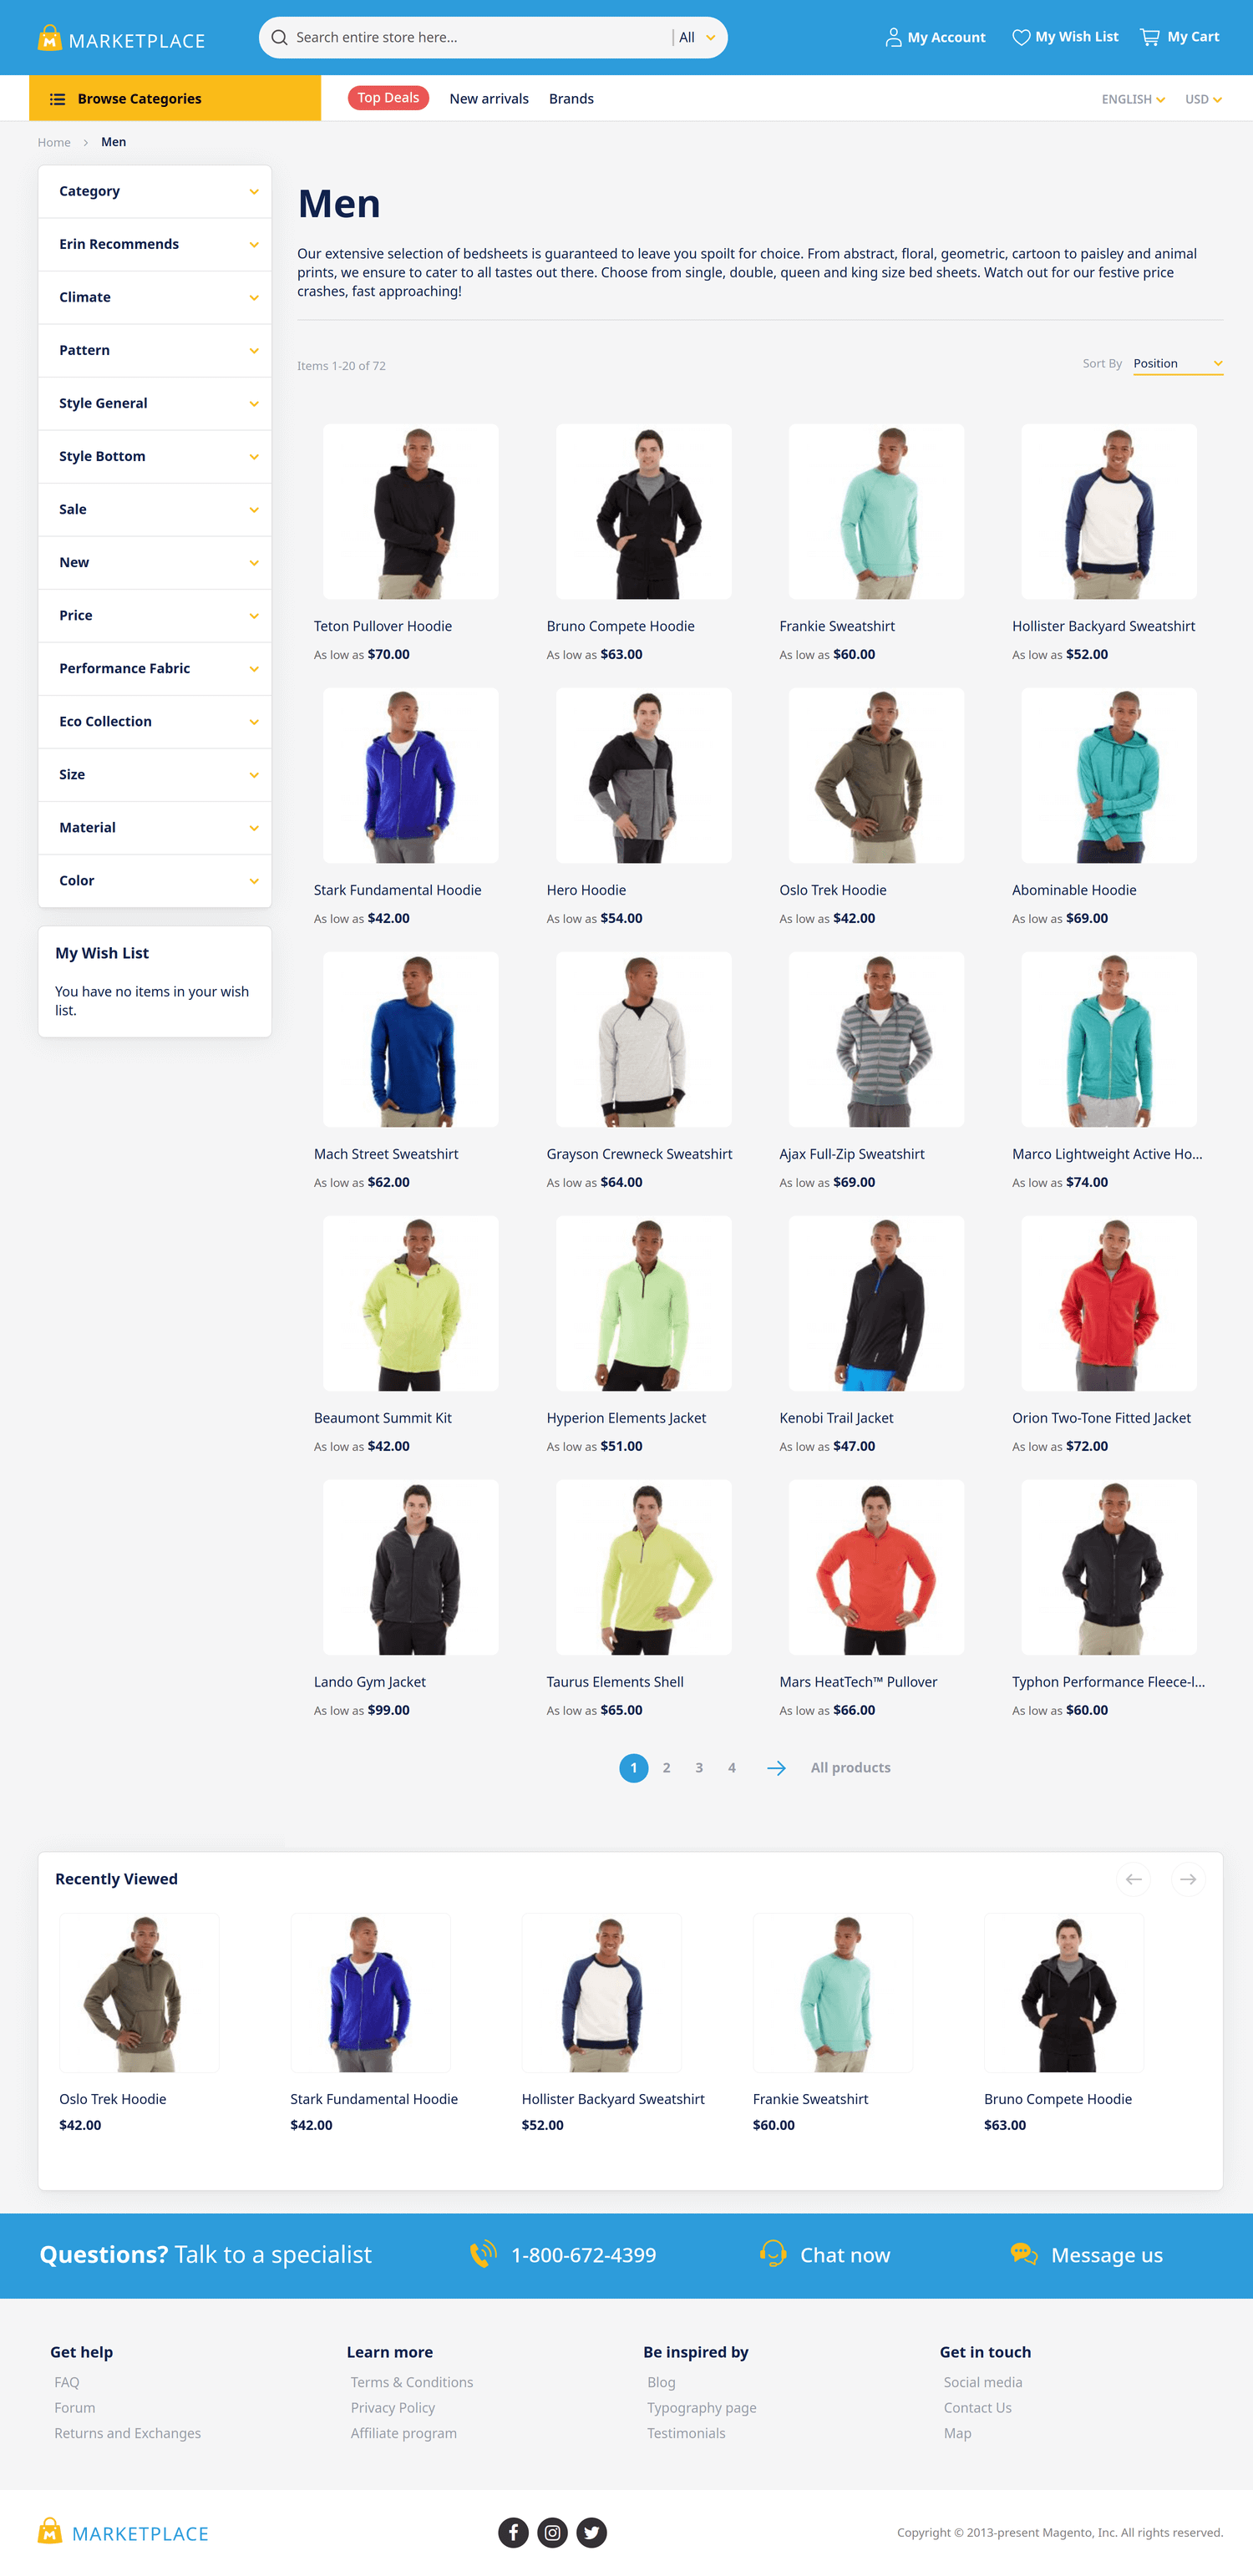 MARKETPLACE
Search entire store here...
All
My Account
My Wish List
My Cart
Browse Categories
Top Deals
New arrivals
Brands
ENGLISH
USD
Home
Men
Category
Erin Recommends
Climate
Pattern
Style General
Style Bottom
Sale
New
Price
Performance Fabric
Eco Collection
Size
Material
Color
My Wish List
You have no items in your wish
list.
Men
Our extensive selection of bedsheets is guaranteed to leave you spoilt for choice. From abstract, floral, geometric, cartoon to paisley and animal
prints, we ensure to cater to all tastes out there. Choose from single, double, queen and king size bed sheets. Watch out for our festive price
crashes, fast approaching!
Items 1-20 of 72
Sort By Position
Teton Pullover Hoodie
As low as $70.00
Bruno Compete Hoodie
As low as $63.00
Frankie Sweatshirt
As low as $60.00
Hollister Backyard Sweatshirt
As low as $52.00
Stark Fundamental Hoodie
As low as $42.00
Hero Hoodie
As low as $54.00
Oslo Trek Hoodie
As low as $42.00
Abominable Hoodie
As low as $69.00
Mach Street Sweatshirt
As low as $62.00
Grayson Crewneck Sweatshirt
As low as $64.00
Ajax Full-Zip Sweatshirt
As low as $69.00
Marco Lightweight Active Ho...
As low as $74.00
Beaumont Summit Kit
As low as $42.00
Hyperion Elements Jacket
As low as $51.00
Kenobi Trail Jacket
As low as $47.00
Orion Two-Tone Fitted Jacket
As low as $72.00
Lando Gym Jacket
As low as $99.00
Taurus Elements Shell
As low as $65.00
Mars HeatTech™ Pullover
As low as $66.00
Typhon Performance Fleece-l...
As low as $60.00
1 2 3 4 All products
Recently Viewed
Oslo Trek Hoodie
$42.00
Stark Fundamental Hoodie
$42.00
Hollister Backyard Sweatshirt
$52.00
Frankie Sweatshirt
$60.00
Bruno Compete Hoodie
$63.00
Questions? Talk to a specialist
1-800-672-4399
Chat now
Message us
Get help
FAQ
Forum
Returns and Exchanges
Learn more
Terms & Conditions
Privacy Policy
Affiliate program
Be inspired by
Blog
Typography page
Testimonials
Get in touch
Social media
Contact Us
Map
MARKETPLACE
Copyright © 2013-present Magento, Inc. All rights reserved.